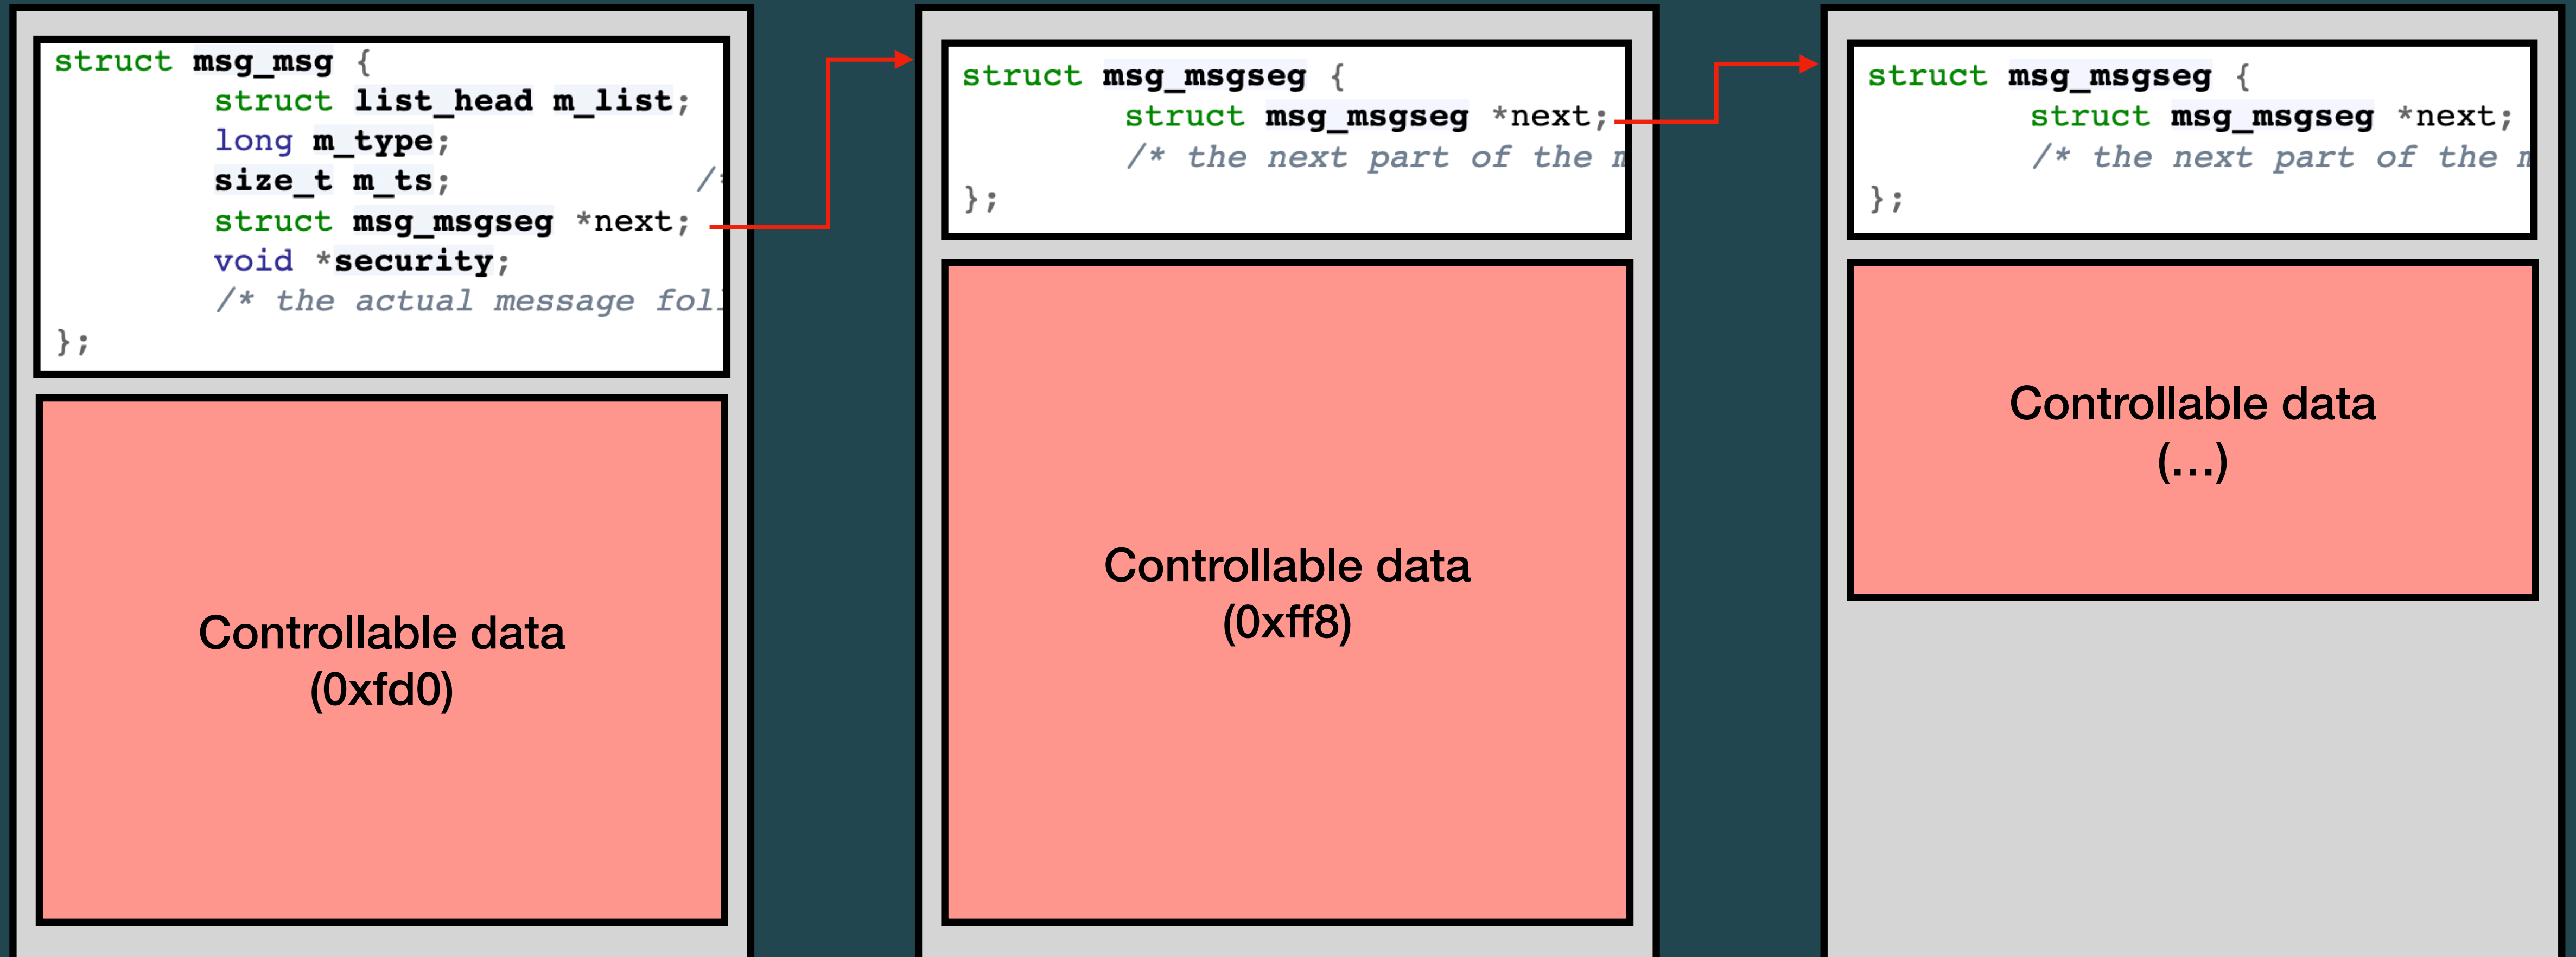 struct msg_msg {
struct list_head m_list;
long m_type;
size_t m_ts; /*
struct msg_msgseg *next;
void *security;
/* the actual message fol
};
Controllable data
(0xfd0)
struct msg_msgseg {
struct msg_msgseg *next;
/* the next part of the
};
Controllable data
(0xff8)
struct msg_msgseg {
struct msg_msgseg *next;
/* the next part of the
};
Controllable data
(...)